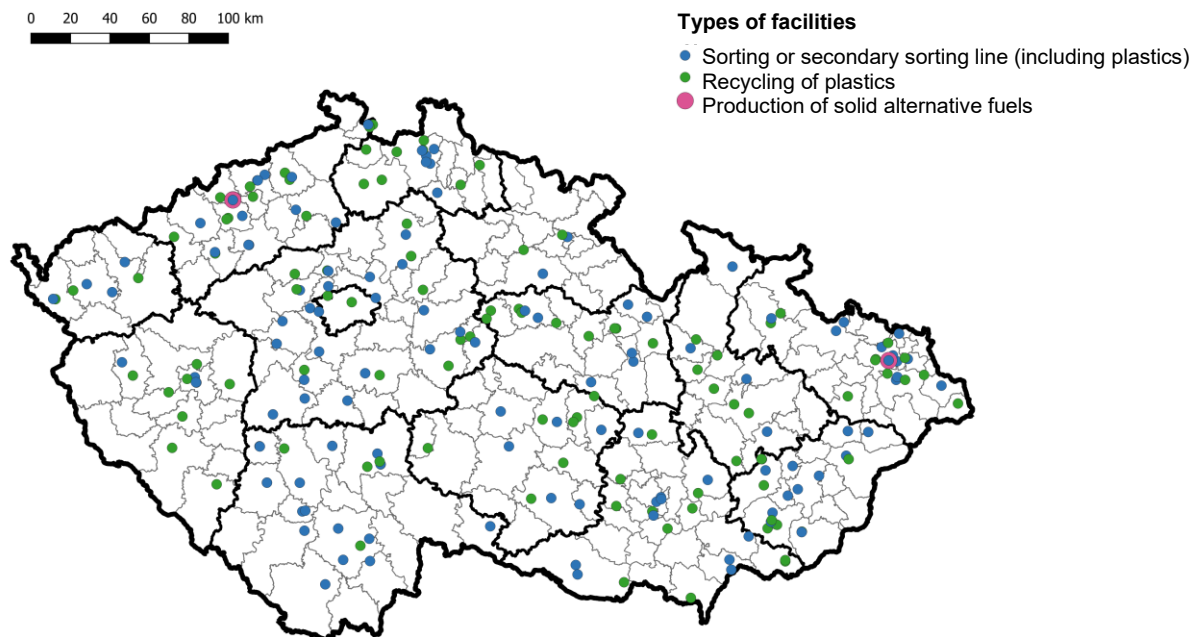 0 20 40 60 80 100 km
Types of facilities
Sorting or secondary sorting line (including plastics)
Recycling of plastics
Production of solid alternative fuels